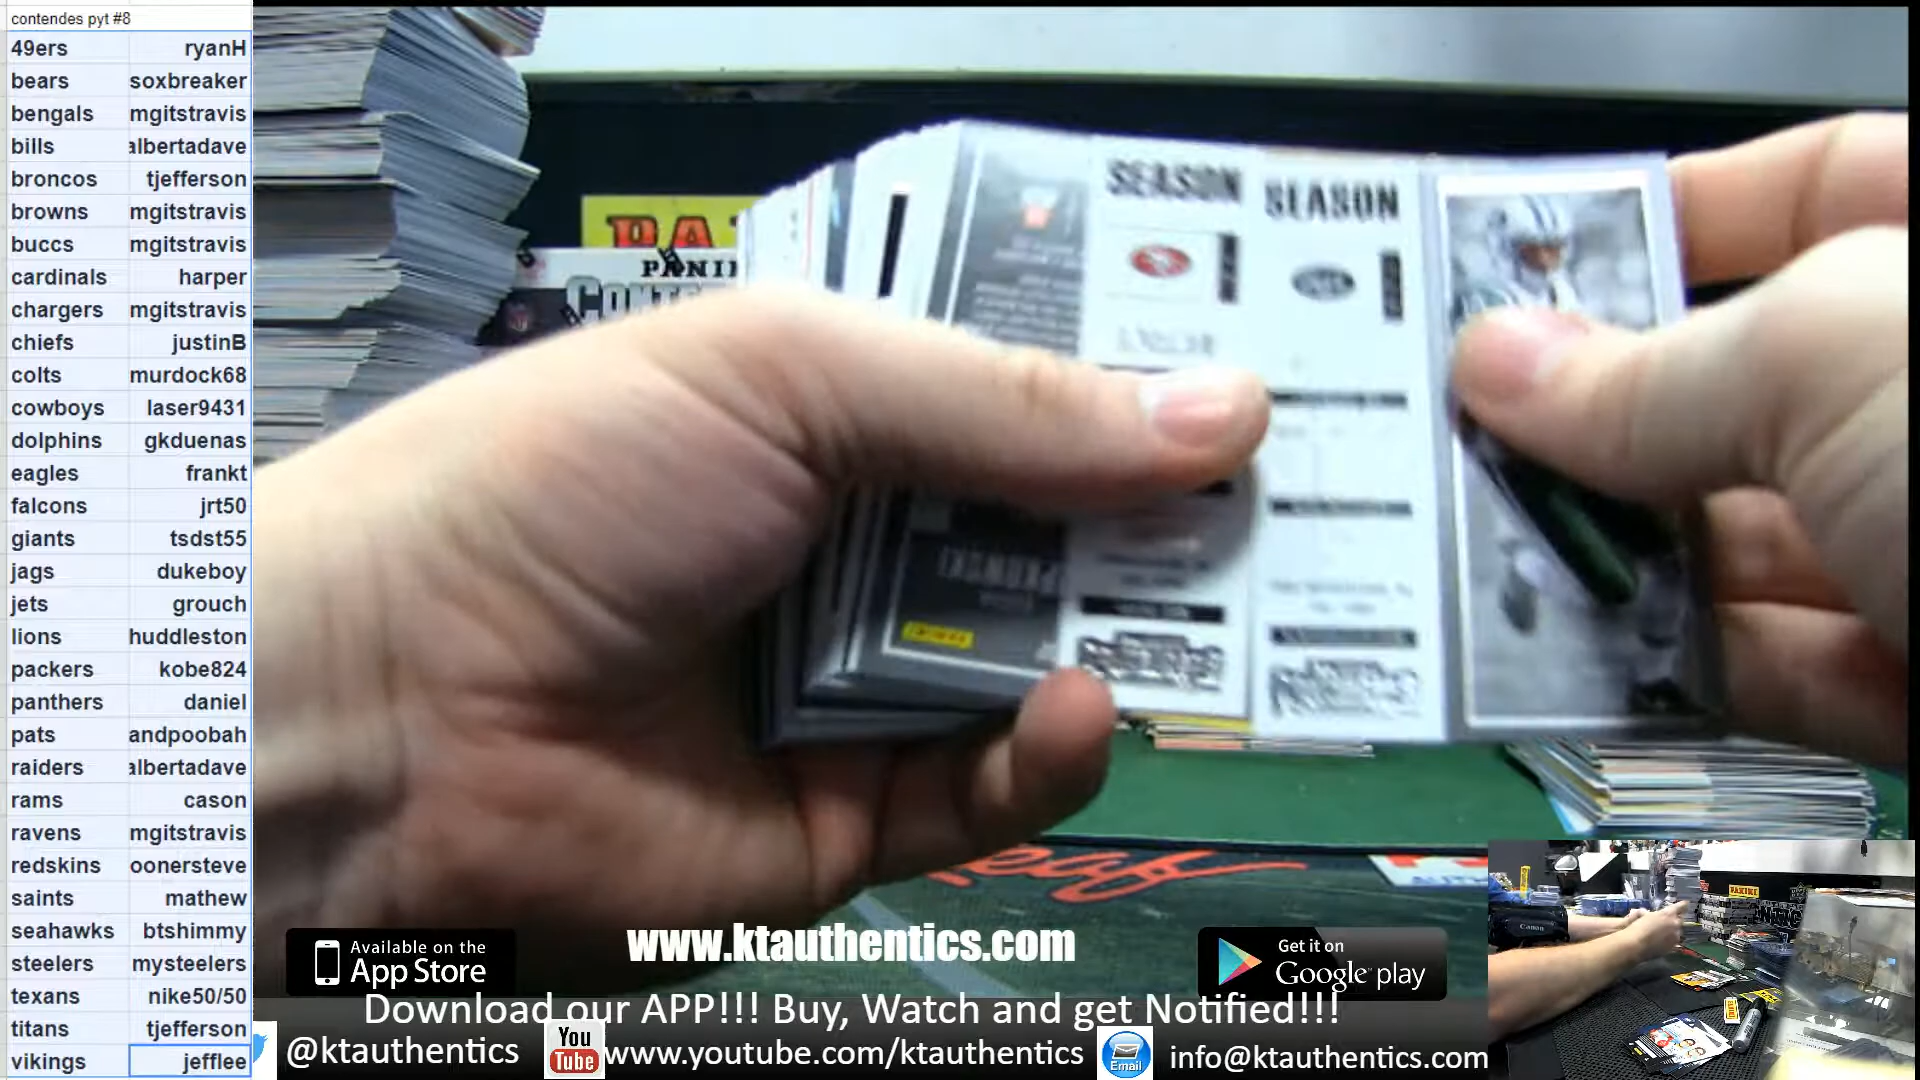 contendes pyt #8
49ers ryanH
bears soxbreaker
bengals mgitstravis
bills albertadave
broncos tjefferson
browns mgitstravis
buccs mgitstravis
cardinals harper
chargers mgitstravis
chiefs justinB
colts murdock68
cowboys laser9431
dolphins gkduenas
eagles frankt
falcons jrt50
giants tsdst55
jags dukeboy
jets grouch
lions huddleston
packers kobe824
panthers daniel
pats andpoobah
raiders albertadave
rams cason
ravens mgitstravis
redskins oonersteve
saints mathew
seahawks btshimmy
steelers mysteelers
texans nike50/50
titans tjefferson
vikings jefflee
SEASON
SEASON
PANINI
www.ktauthentics.com
Available on the
App Store
Get it on
Google play
Download our APP!!! Buy, Watch and get Notified!!!
@ktauthentics
You
Tube
www.youtube.com/ktauthentics
Email
info@ktauthentics.com